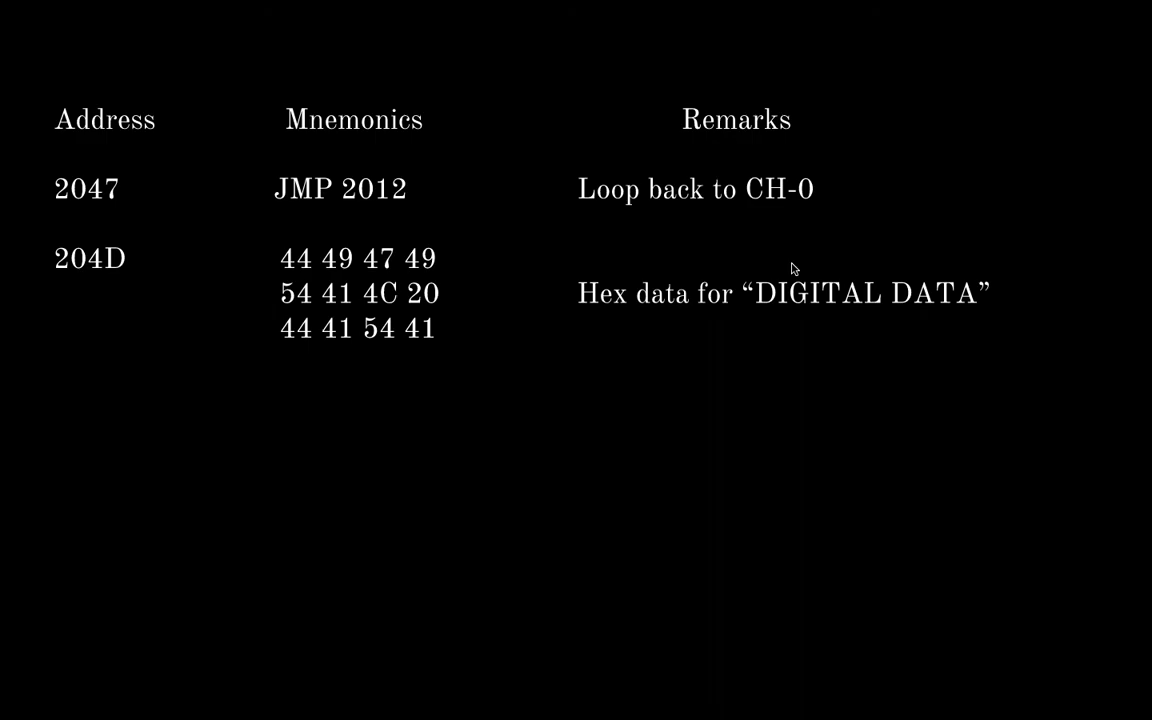 Address Mnemonics Remarks
2047 JMP 2012 Loop back to CH-0
204D 44 49 47 49
54 41 4C 20 Hex data for “DIGITAL DATA”
44 41 54 41